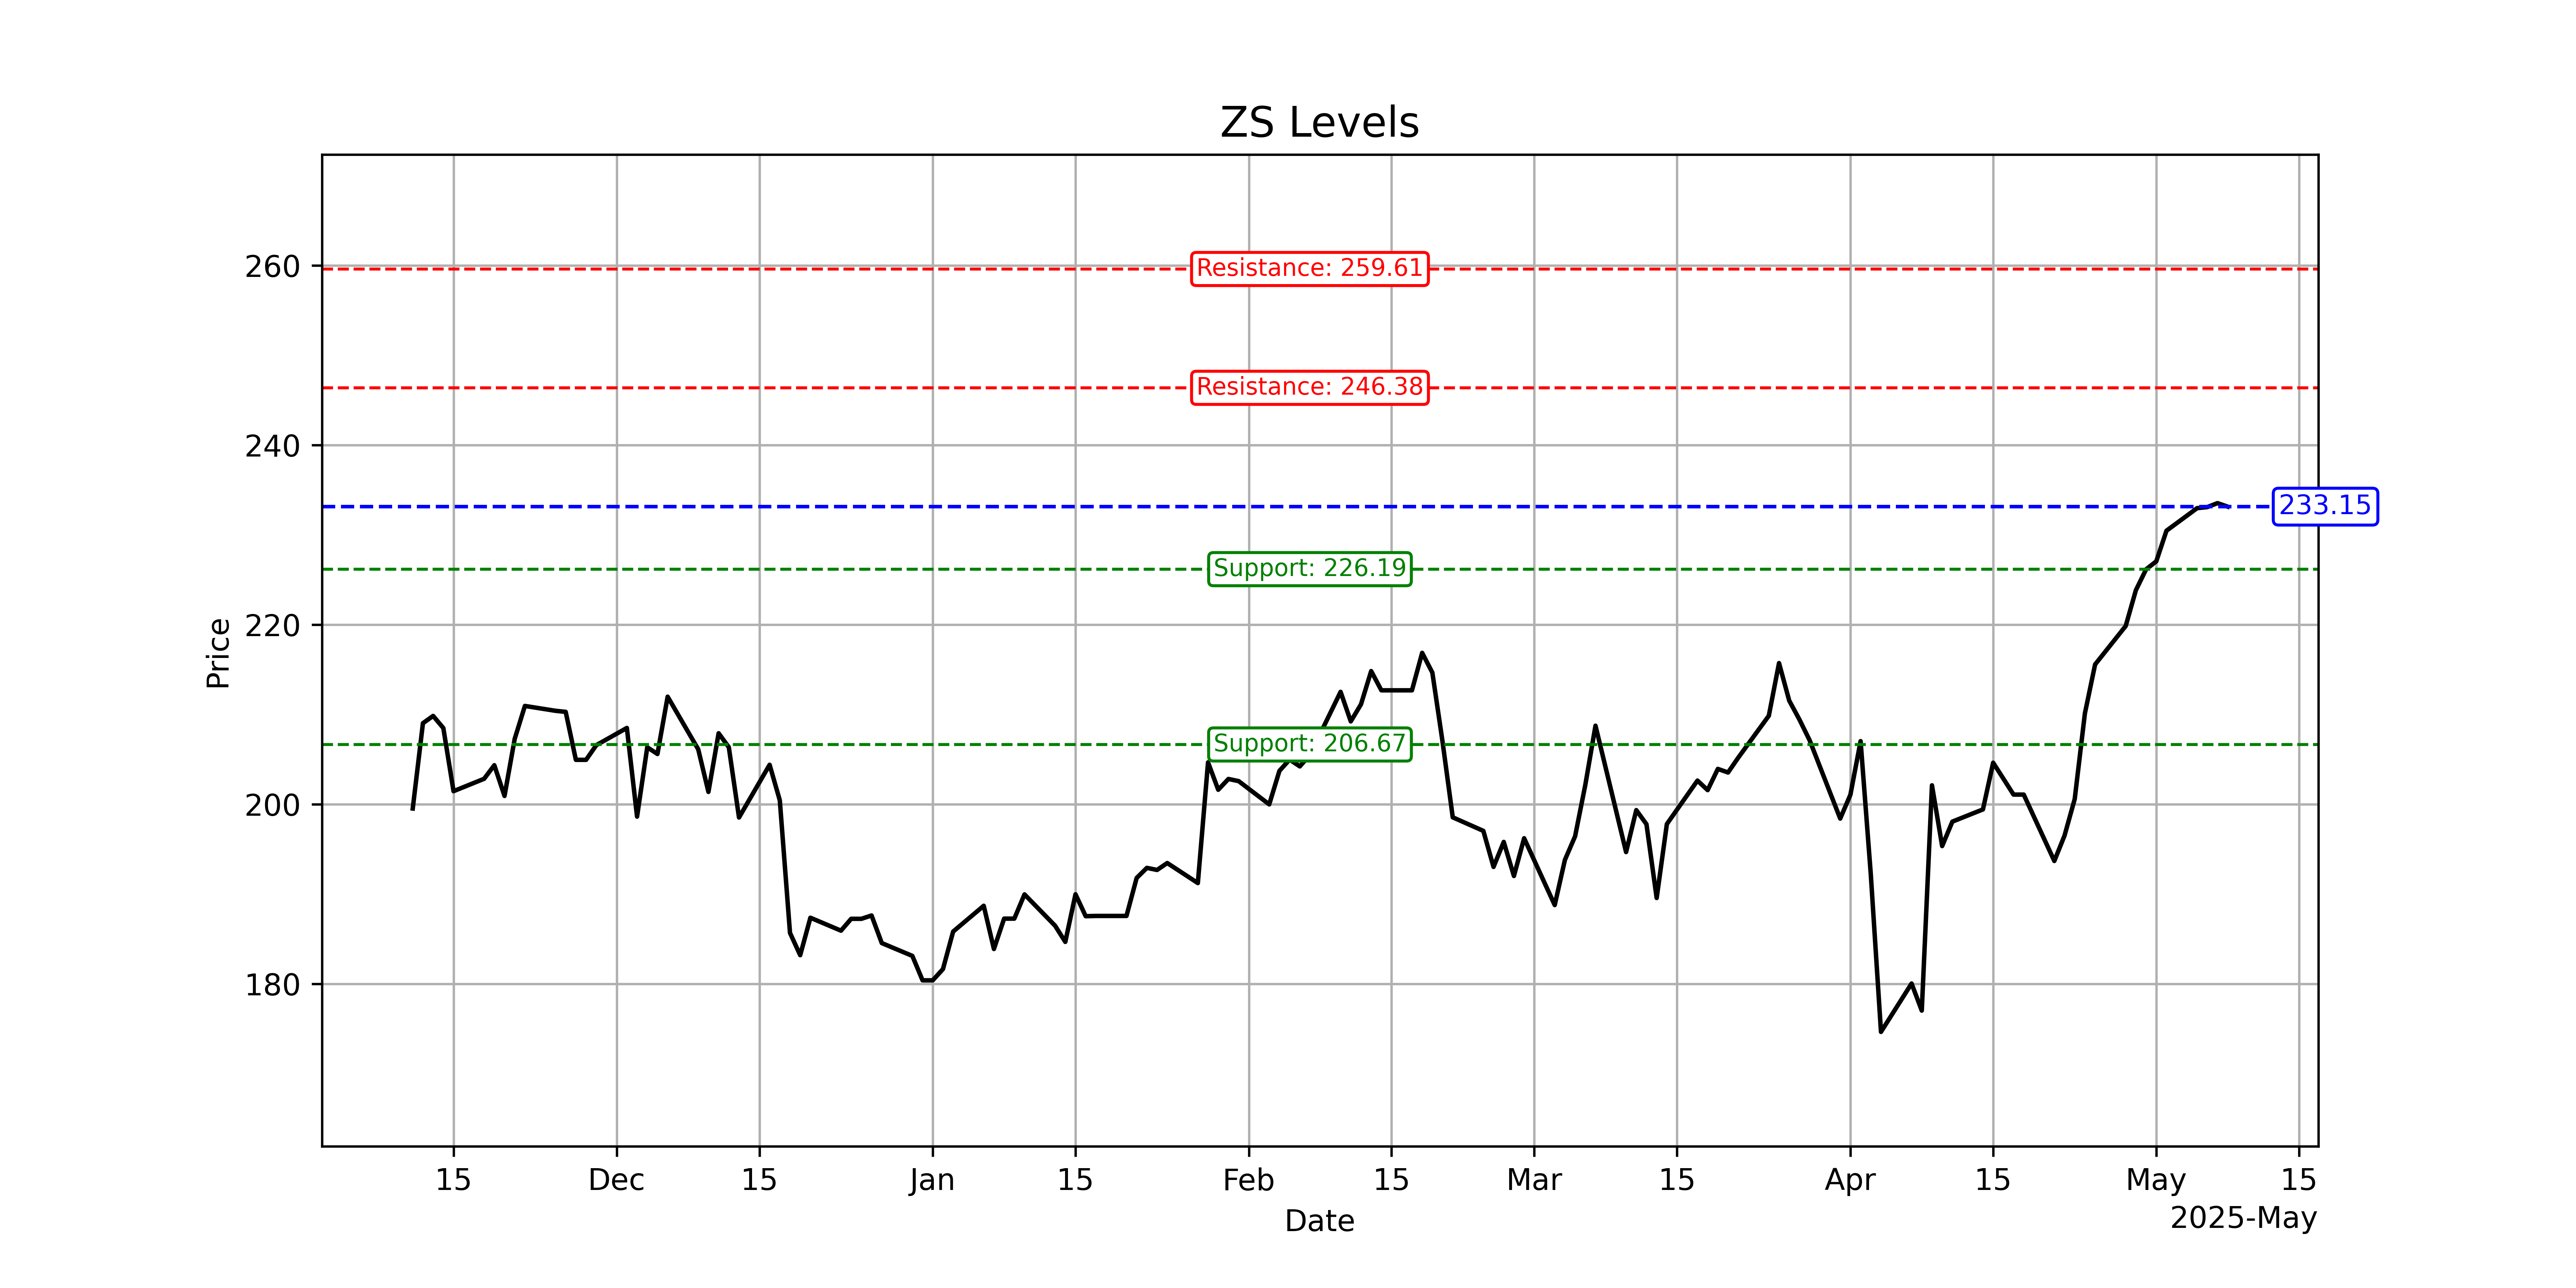 ZS Levels
260
240
220
200
180
Price
Resistance: 259.61
Resistance: 246.38
233.15
Support: 226.19
Support: 206.67
15 Dec 15 Jan 15 Feb 15 Mar 15 Apr 15 May 15
Date
2025-May